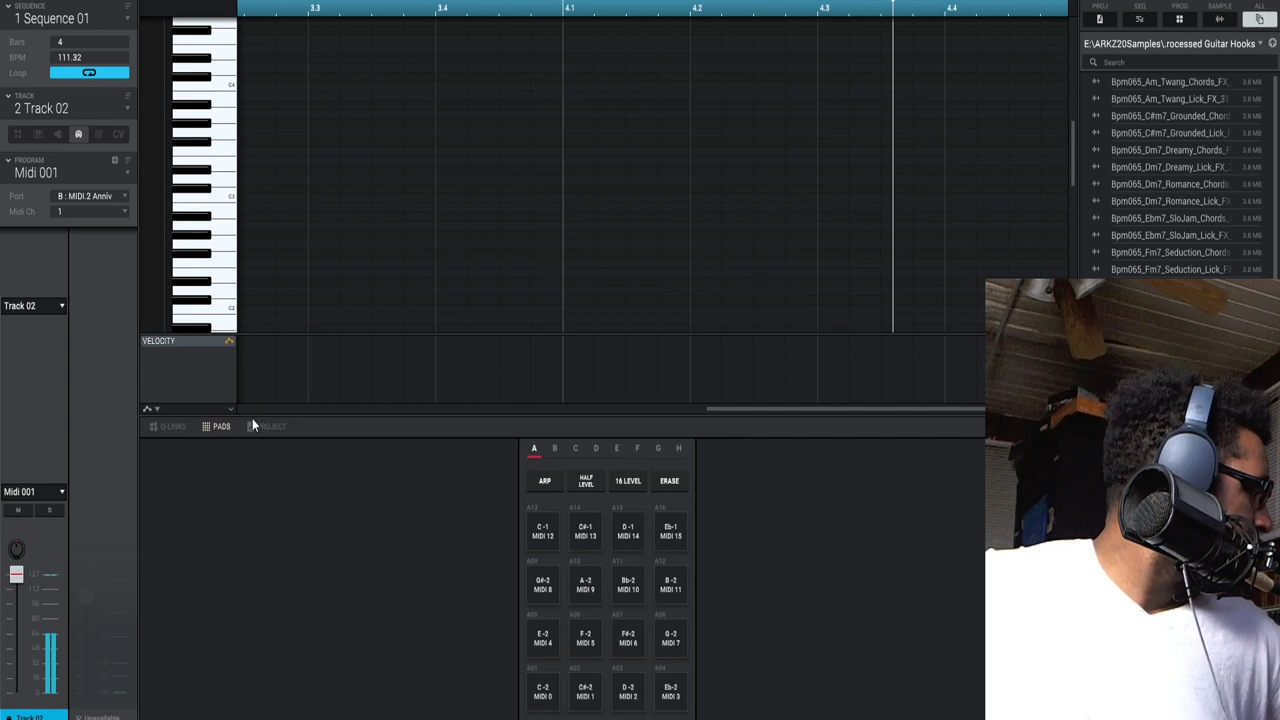 SEQUENCE
1 Sequence 01
Bars 4
BPM 111.32
Loop
TRACK
2 Track 02
CV
PROGRAM
Midi 001
Port B : MIDI.2 Anniv
Midi Ch 1
Track 02
Midi 001
M S
127
112
96
80
64
48
32
16
0
Track 02
Unavailable
3.3 3.4 4.1 4.2 4.3 4.4
C4
C3
C2
VELOCITY
Q-LINKS PADS PROJECT
A B C D E F G H
ARP HALF LEVEL 16 LEVEL ERASE
A13 A14 A15 A16
C -1 C#-1 D -1 Eb-1
MIDI 12 MIDI 13 MIDI 14 MIDI 15
A09 A10 A11 A12
G#-2 A -2 Bb-2 B -2
MIDI 8 MIDI 9 MIDI 10 MIDI 11
A05 A06 A07 A08
E -2 F -2 F#-2 G -2
MIDI 4 MIDI 5 MIDI 6 MIDI 7
A01 A02 A03 A04
C -2 C#-2 D -2 Eb-2
MIDI 0 MIDI 1 MIDI 2 MIDI 3
PROJ SEQ PROG SAMPLE ALL
E:\ARKZ20Samples\.rocessed Guitar Hooks
Search
Bpm065_Am_Twang_Chords_FX_ 3.8 MB
Bpm065_Am_Twang_Lick_FX_31 3.8 MB
Bpm065_C#m7_Grounded_Chord 3.8 MB
Bpm065_C#m7_Grounded_Lick_F 3.8 MB
Bpm065_Dm7_Dreamy_Chords_ 3.8 MB
Bpm065_Dm7_Dreamy_Lick_FX_ 3.8 MB
Bpm065_Dm7_Romance_Chords 3.8 MB
Bpm065_Dm7_Romance_Lick_FX 3.8 MB
Bpm065_Ebm7_SloJam_Chords_ 3.8 MB
Bpm065_Ebm7_SloJam_Lick_FX_ 3.8 MB
Bpm065_Fm7_Seduction_Chords 3.8 MB
Bpm065_Fm7_Seduction_Lick_FX 3.8 MB